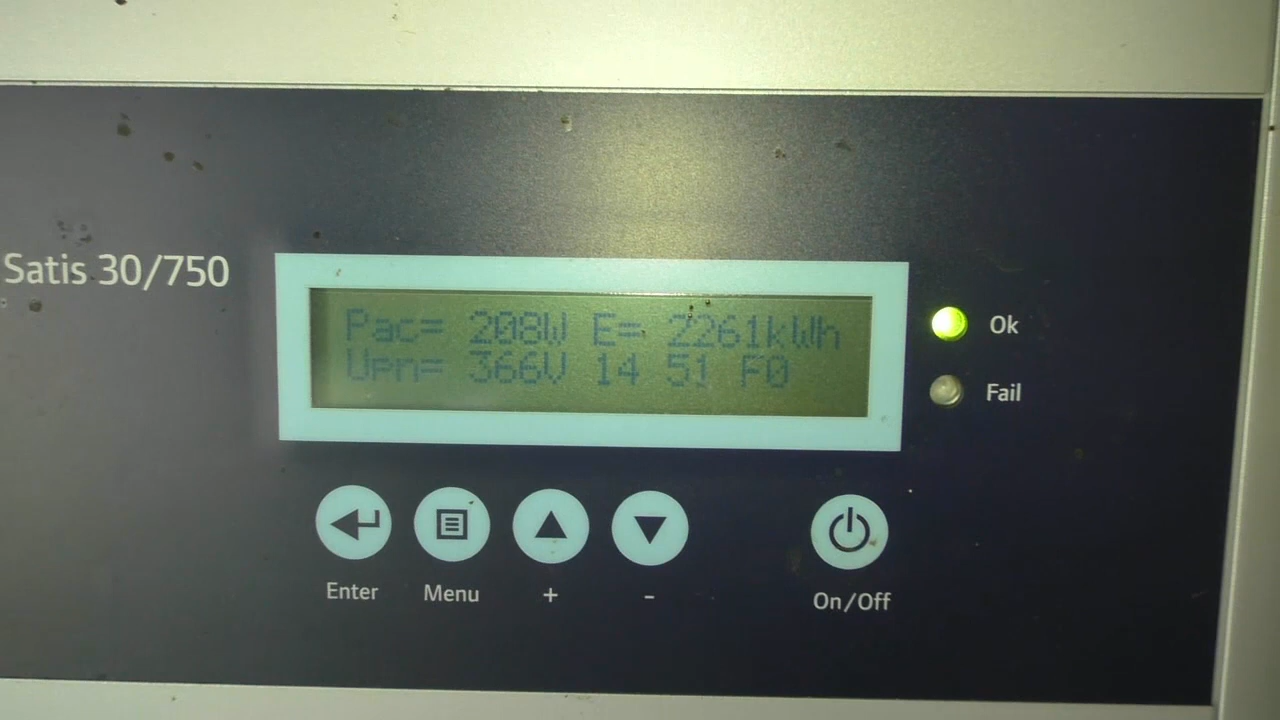 Satis 30/750
Pac= 208W E= 2261kWh
Upn= 366V 14 51 F0
Ok
Fail
Enter
Menu
+
-
On/Off